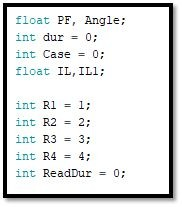 float PF, Angle;
int dur = 0;
int Case = 0;
float IL,IL1;
int R1 = 1;
int R2 = 2;
int R3 = 3;
int R4 = 4;
int ReadDur = 0;